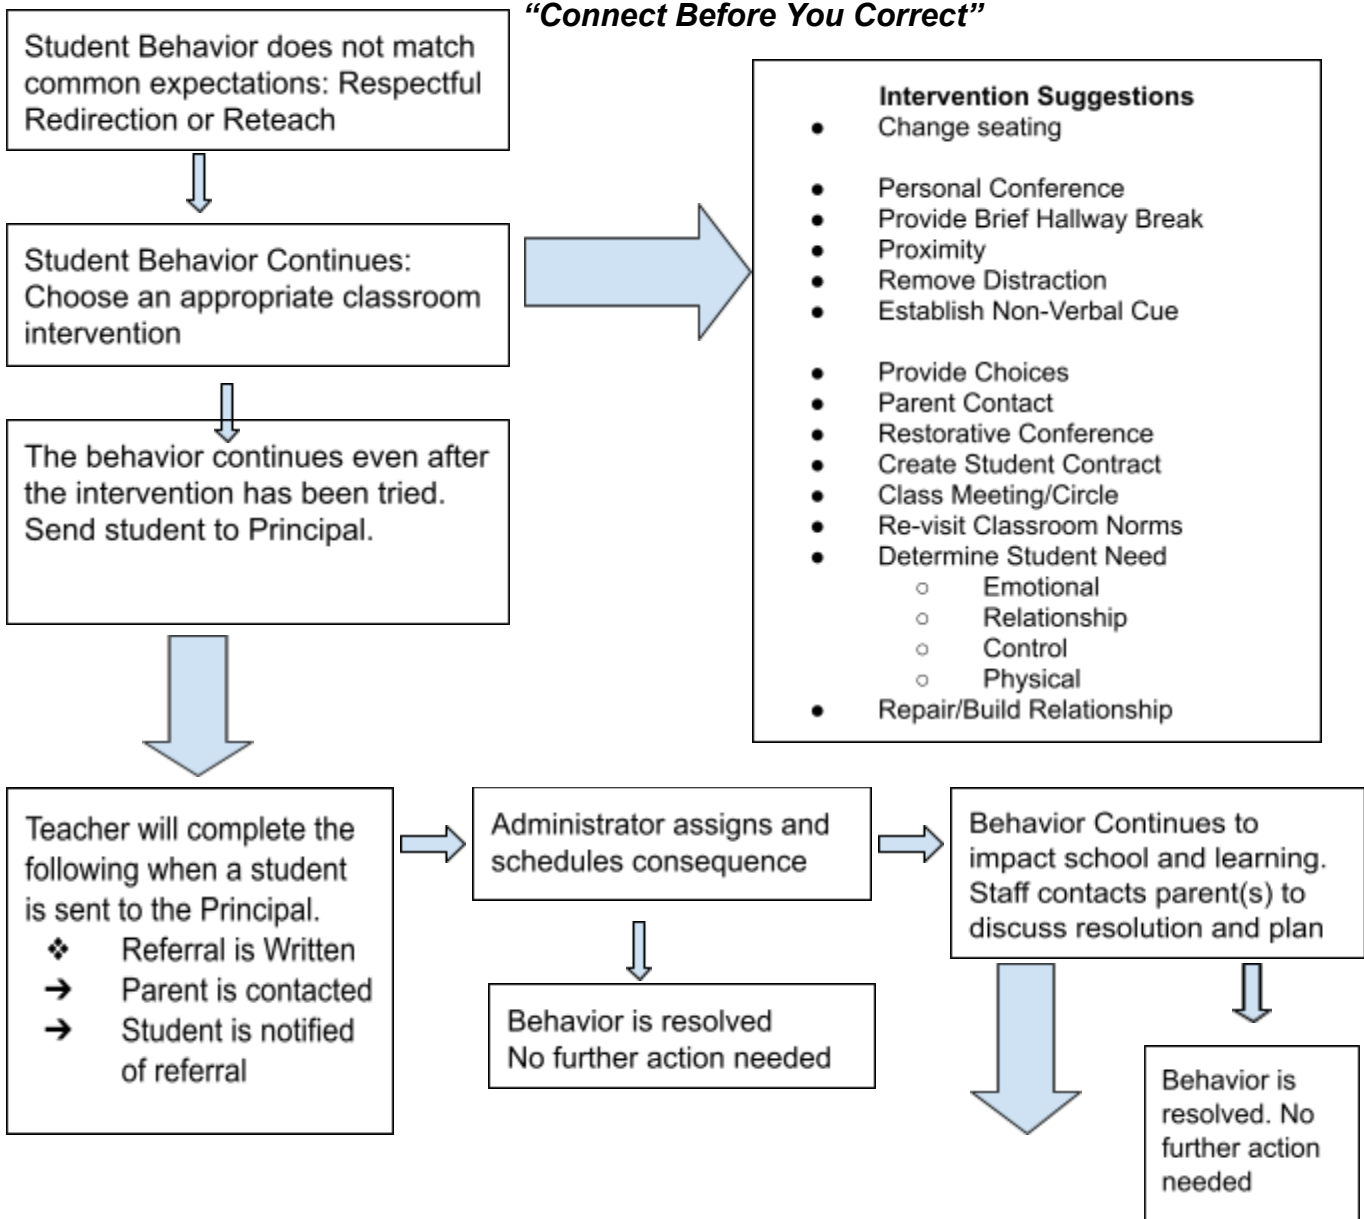 “Connect Before You Correct”
Student Behavior does not match
common expectations: Respectful
Redirection or Reteach
Student Behavior Continues:
Choose an appropriate classroom
intervention
The behavior continues even after
the intervention has been tried.
Send student to Principal.
Intervention Suggestions
● Change seating
● Personal Conference
● Provide Brief Hallway Break
● Proximity
● Remove Distraction
● Establish Non-Verbal Cue
● Provide Choices
● Parent Contact
● Restorative Conference
● Create Student Contract
● Class Meeting/Circle
● Re-visit Classroom Norms
● Determine Student Need
○ Emotional
○ Relationship
○ Control
○ Physical
● Repair/Build Relationship
Teacher will complete the
following when a student
is sent to the Principal.
❖ Referral is Written
➔ Parent is contacted
➔ Student is notified
of referral
Administrator assigns and
schedules consequence
Behavior is resolved
No further action needed
Behavior Continues to
impact school and learning.
Staff contacts parent(s) to
discuss resolution and plan
Behavior is
resolved. No
further action
needed